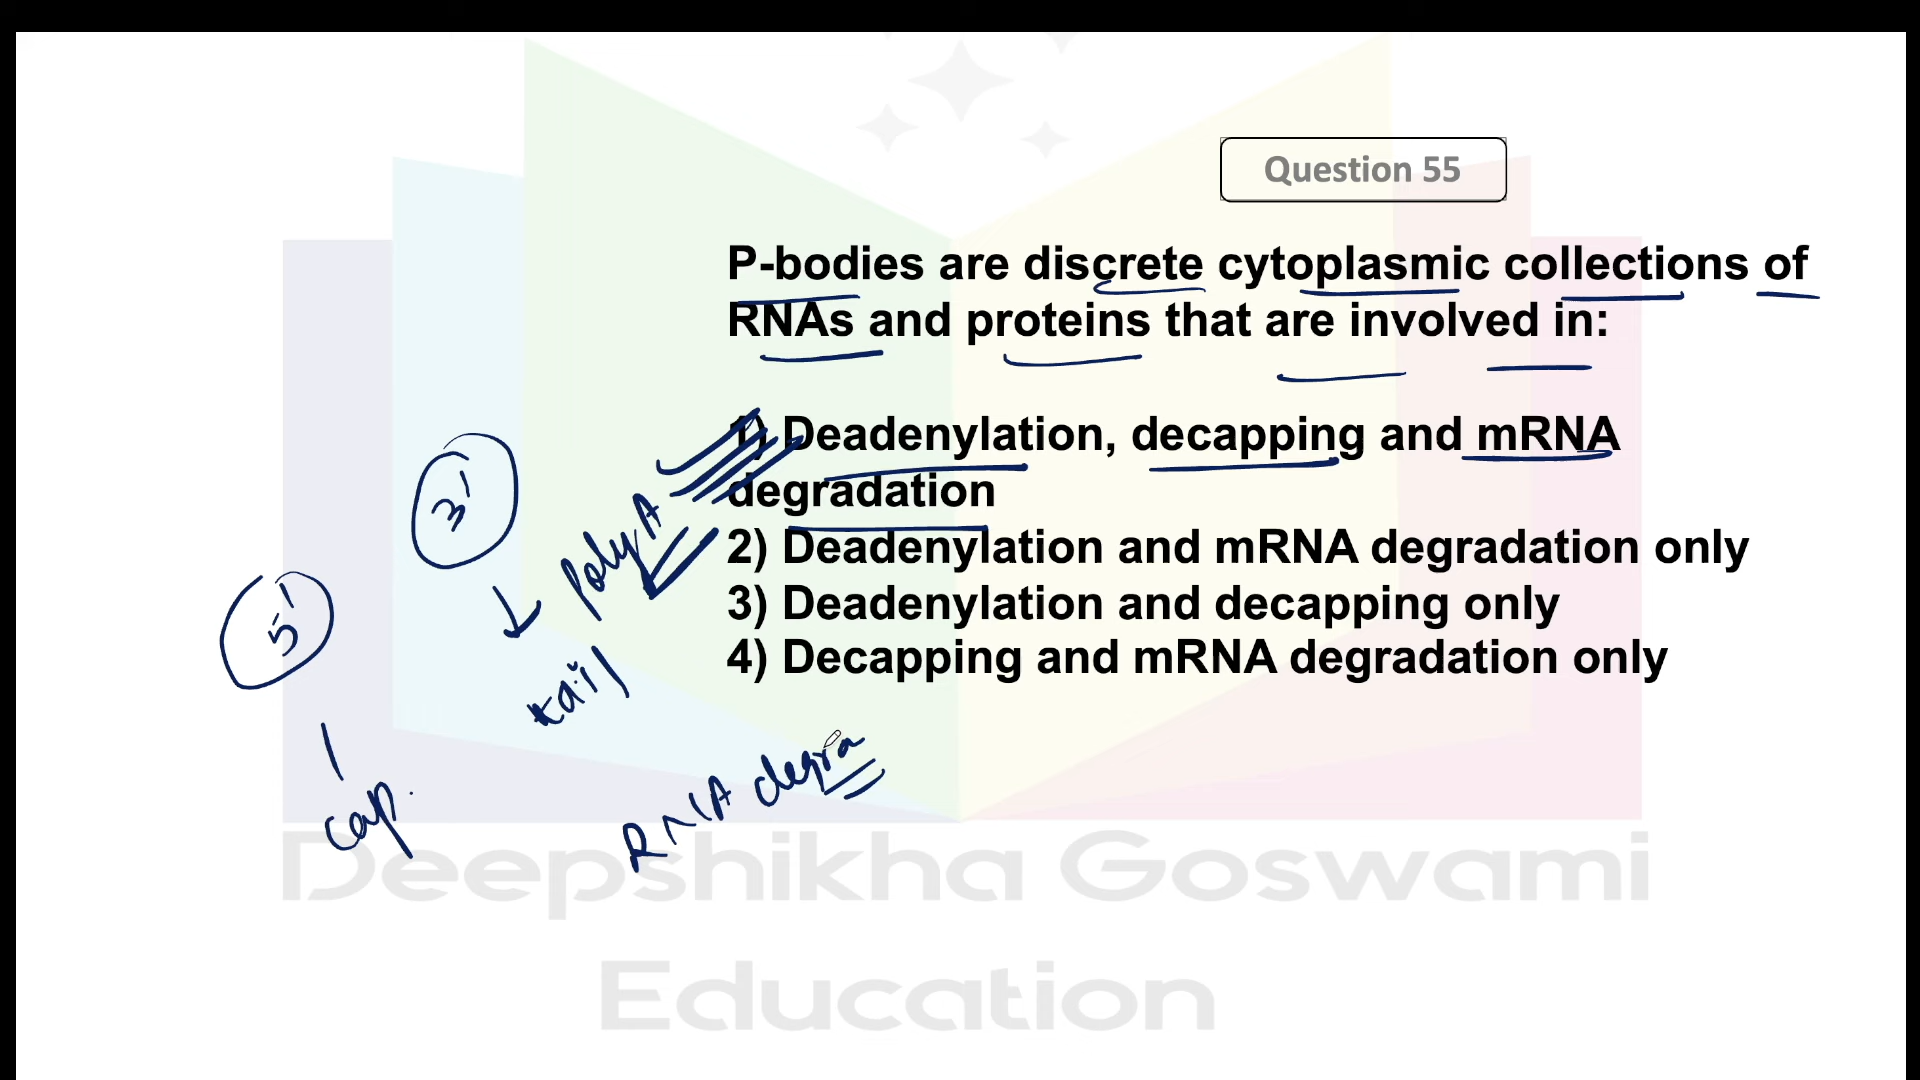 Question 55
P-bodies are discrete cytoplasmic collections of
RNAs and proteins that are involved in:
1) Deadenylation, decapping and mRNA
degradation
2) Deadenylation and mRNA degradation only
3) Deadenylation and decapping only
4) Decapping and mRNA degradation only
3'
Poly A
tail
5'
Cap.
RNA degra
Deepshikha Goswami
Education